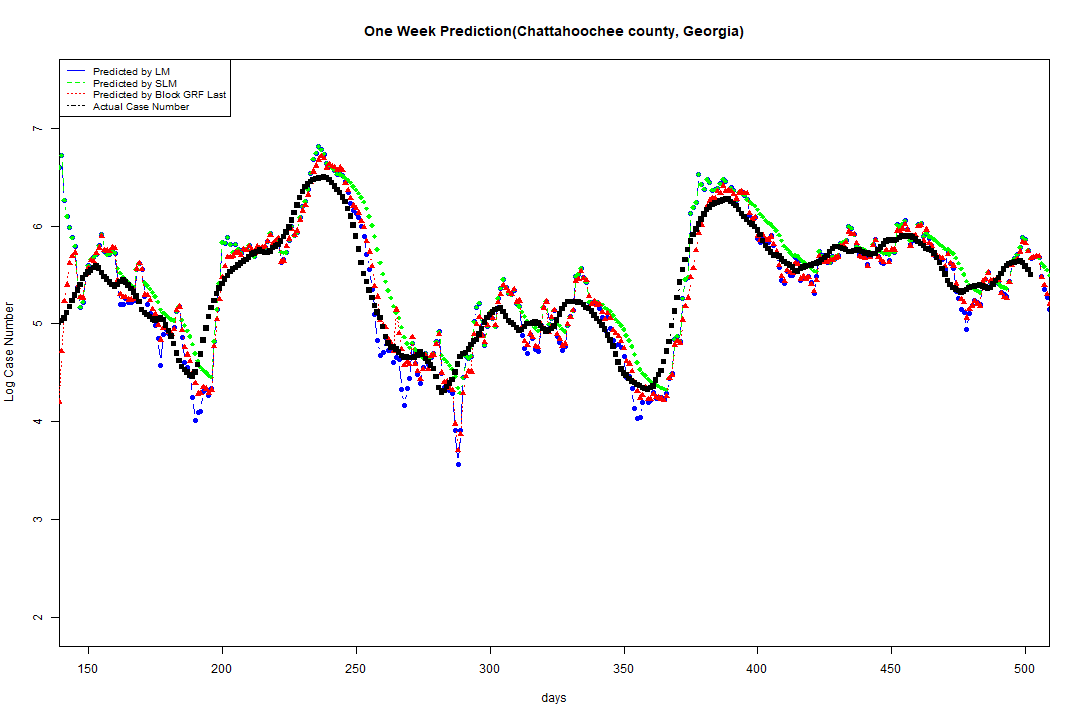 One Week Prediction(Chattahoochee county, Georgia)
Predicted by LM
Predicted by SLM
Predicted by Block GRF Last
Actual Case Number
Log Case Number
7
6
5
4
3
2
150 200 250 300 350 400 450 500
days